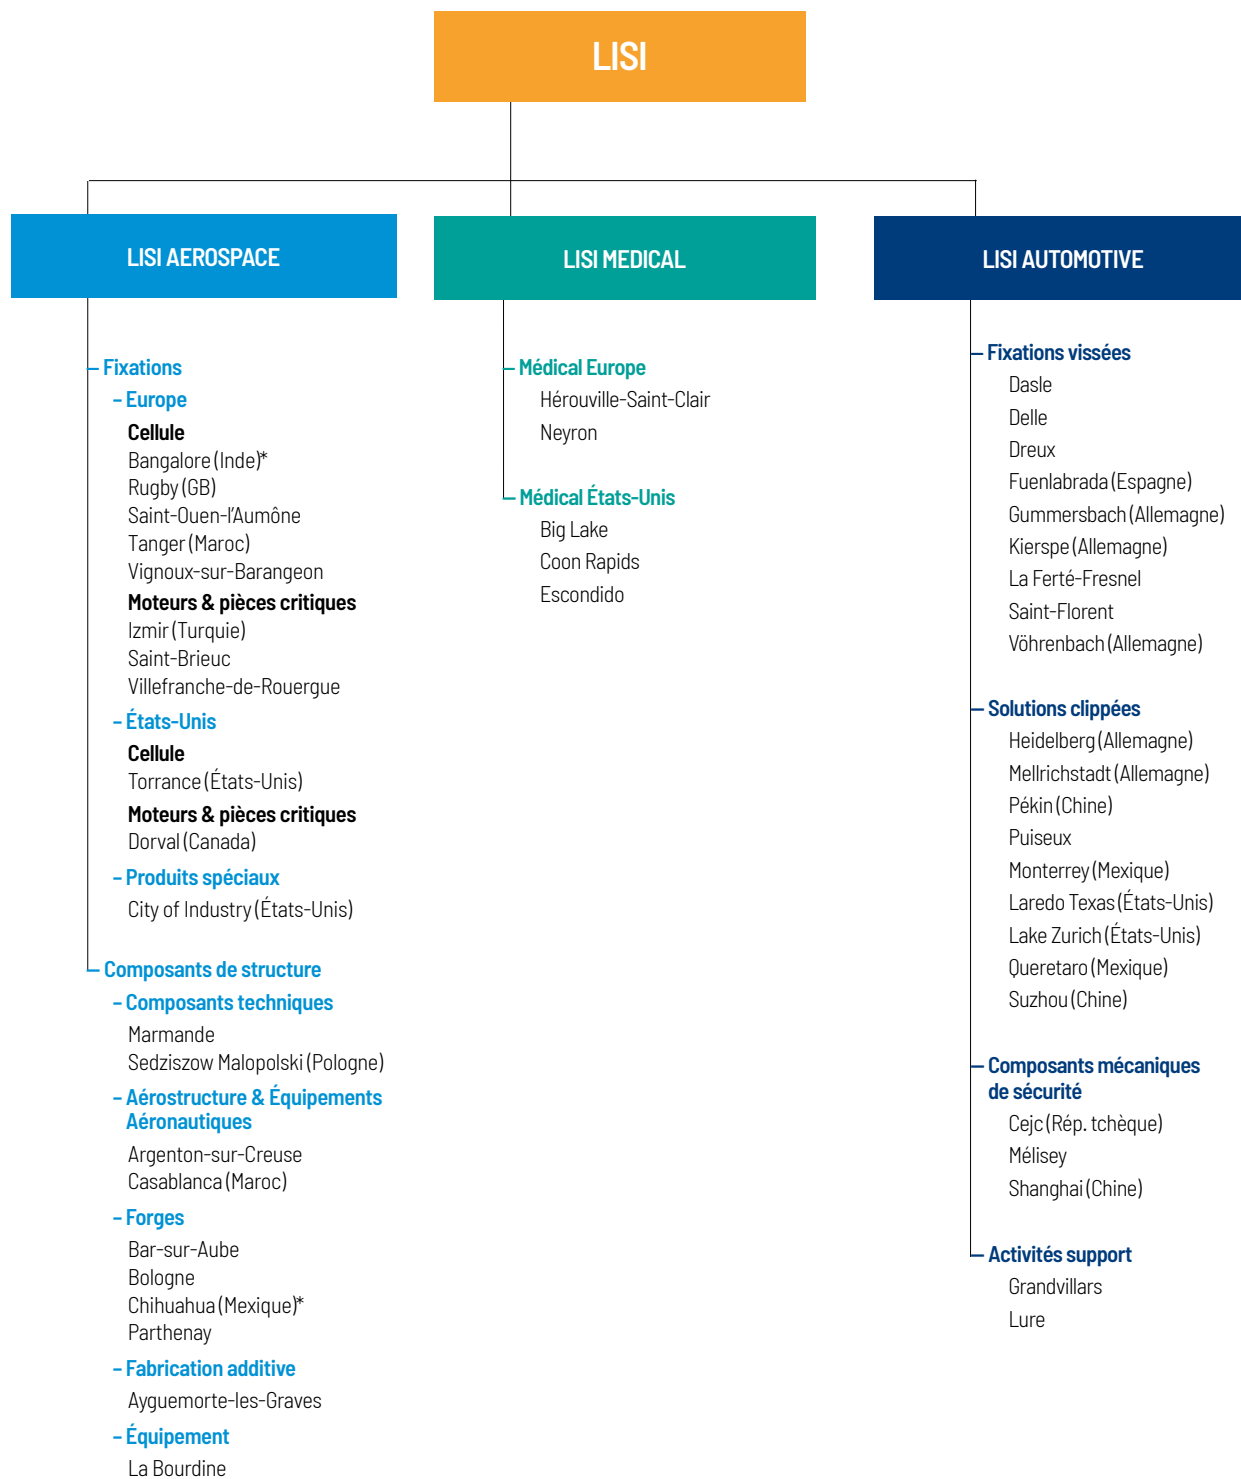 LISI
LISI AEROSPACE
– Fixations
– Europe
Cellule
Bangalore (Inde)*
Rugby (GB)
Saint-Ouen-l'Aumône
Tanger (Maroc)
Vignoux-sur-Barangeon
Moteurs & pièces critiques
Izmir (Turquie)
Saint-Brieuc
Villefranche-de-Rouergue
– États-Unis
Cellule
Torrance (États-Unis)
Moteurs & pièces critiques
Dorval (Canada)
– Produits spéciaux
City of Industry (États-Unis)
– Composants de structure
– Composants techniques
Marmande
Sedziszow Malopolski (Pologne)
– Aérostructure & Équipements
Aéronautiques
Argenton-sur-Creuse
Casablanca (Maroc)
– Forges
Bar-sur-Aube
Bologne
Chihuahua (Mexique)*
Parthenay
– Fabrication additive
Ayguemorte-les-Graves
– Équipement
La Bourdine
LISI MEDICAL
– Médical Europe
Hérouville-Saint-Clair
Neyron
– Médical États-Unis
Big Lake
Coon Rapids
Escondido
LISI AUTOMOTIVE
– Fixations vissées
Dasle
Delle
Dreux
Fuenlabrada (Espagne)
Gummersbach (Allemagne)
Kierspe (Allemagne)
La Ferté-Fresnel
Saint-Florent
Vöhrenbach (Allemagne)
– Solutions clippées
Heidelberg (Allemagne)
Mellrichstadt (Allemagne)
Pékin (Chine)
Puiseux
Monterrey (Mexique)
Laredo Texas (États-Unis)
Lake Zurich (États-Unis)
Queretaro (Mexique)
Suzhou (Chine)
– Composants mécaniques
de sécurité
Cejc (Rép. tchèque)
Mélisey
Shanghai (Chine)
– Activités support
Grandvillars
Lure